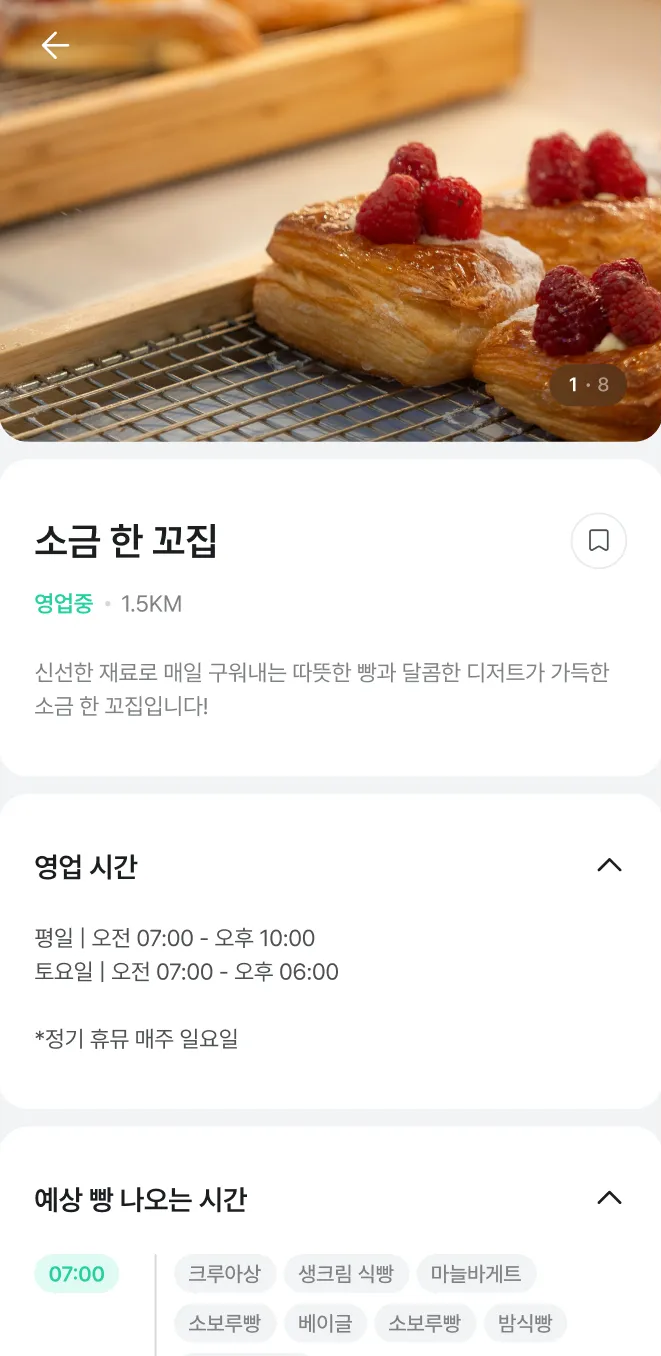 1 · 8
소금 한 꼬집
영업중 • 1.5KM
신선한 재료로 매일 구워내는 따뜻한 빵과 달콤한 디저트가 가득한
소금 한 꼬집입니다!
영업 시간
평일 | 오전 07:00 - 오후 10:00
토요일 | 오전 07:00 - 오후 06:00
*정기 휴뮤 매주 일요일
예상 빵 나오는 시간
07:00 크루아상 생크림 식빵 마늘바게트
소보루빵 베이글 소보루빵 밤식빵